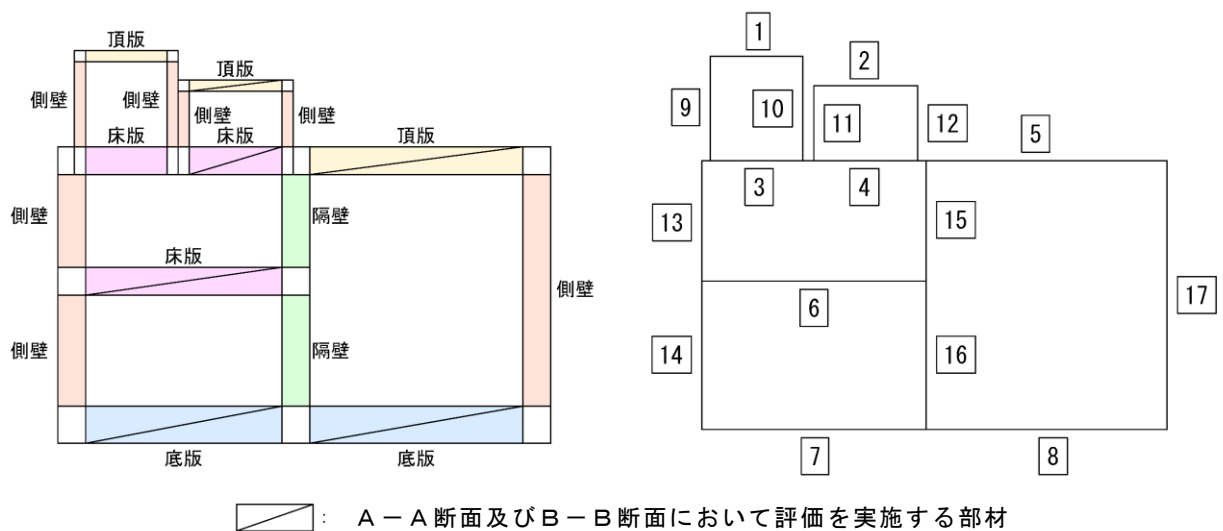 頂版
頂版
側壁
側壁
側壁
側壁
床版
床版
頂版
側壁
隔壁
床版
側壁
側壁
隔壁
底版
底版
1
2
9
10
11
12
5
3
4
13
15
6
17
14
16
7
8
： A－A断面及びB－B断面において評価を実施する部材